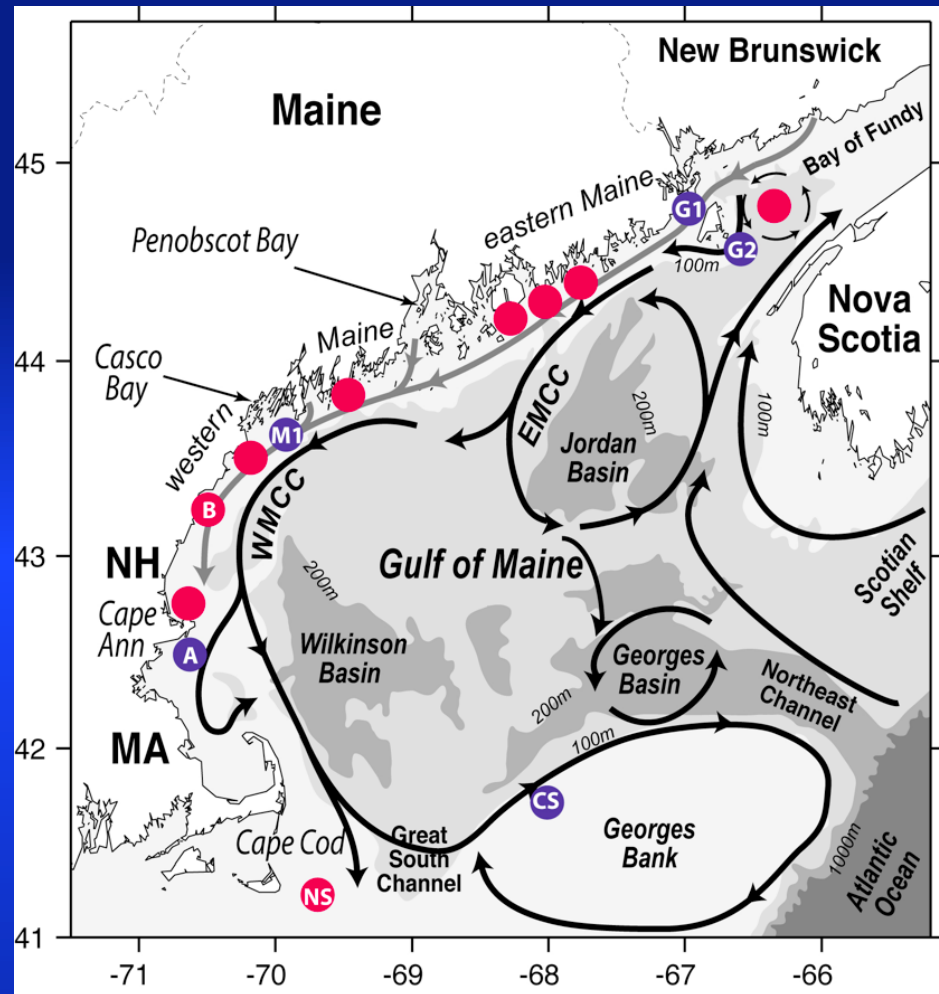 New Brunswick
Maine
45
Bay of Fundy
eastern Maine
G1
Penobscot Bay
G2
100m
Nova
Scotia
Maine
44
Casco
Bay
EMCC
200m
100m
western
M1
Jordan
Basin
B
WMCC
43
NH
Gulf of Maine
200m
Scotian
Shelf
Cape
Ann
A
Wilkinson
Basin
Georges
Basin
Northeast
Channel
200m
100m
42
MA
CS
Cape Cod
Great
South
Channel
Georges
Bank
1000m
Atlantic
Ocean
NS
41
-71
-70
-69
-68
-67
-66